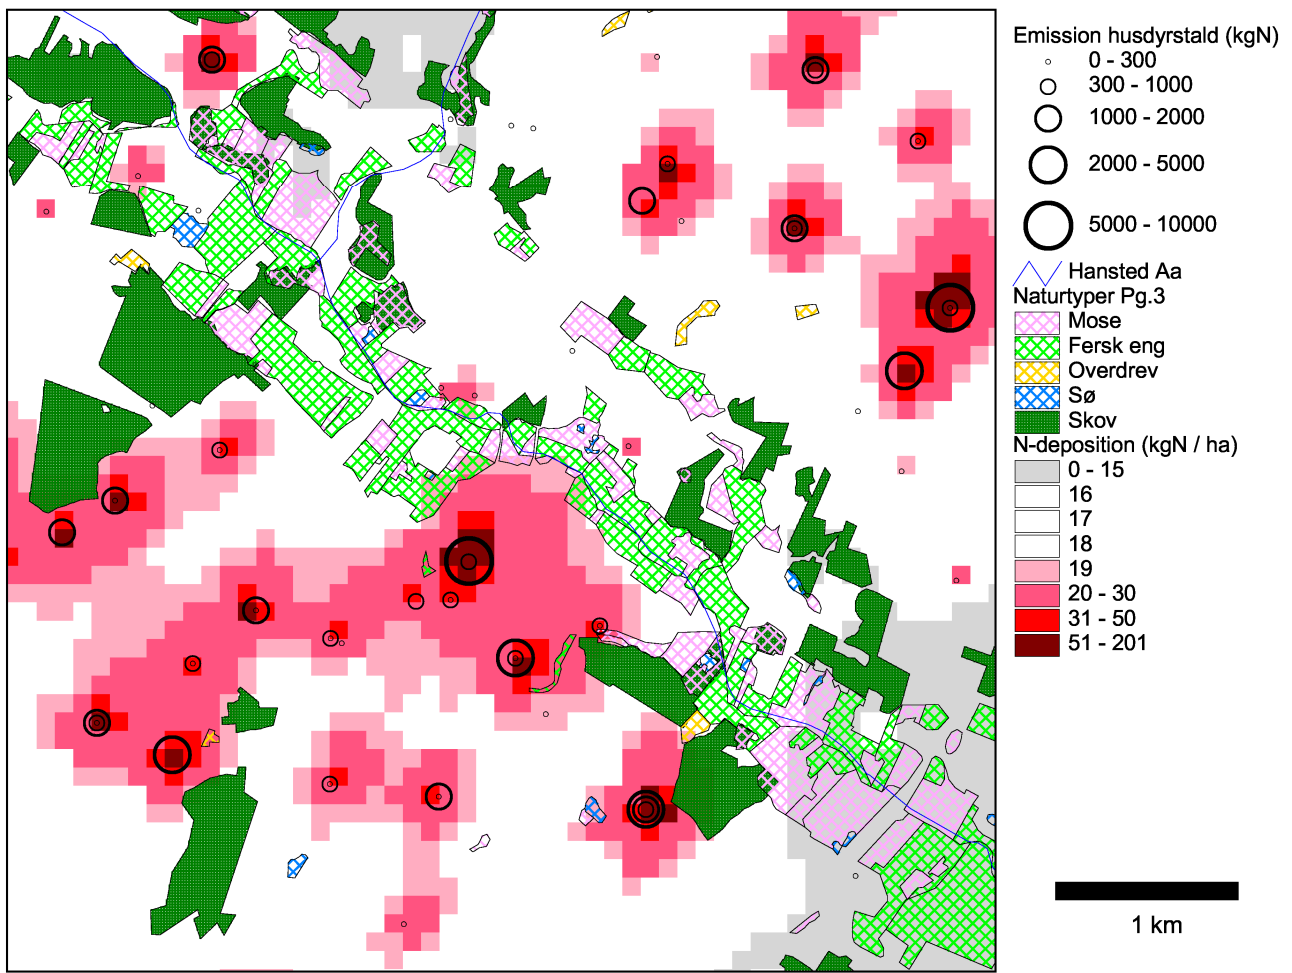 Emission husdyrstald (kgN)
0 - 300
300 - 1000
1000 - 2000
2000 - 5000
5000 - 10000
Hansted Aa
Naturtyper Pg.3
Mose
Fersk eng
Overdrev
Sø
Skov
N-deposition (kgN / ha)
0 - 15
16
17
18
19
20 - 30
31 - 50
51 - 201
1 km